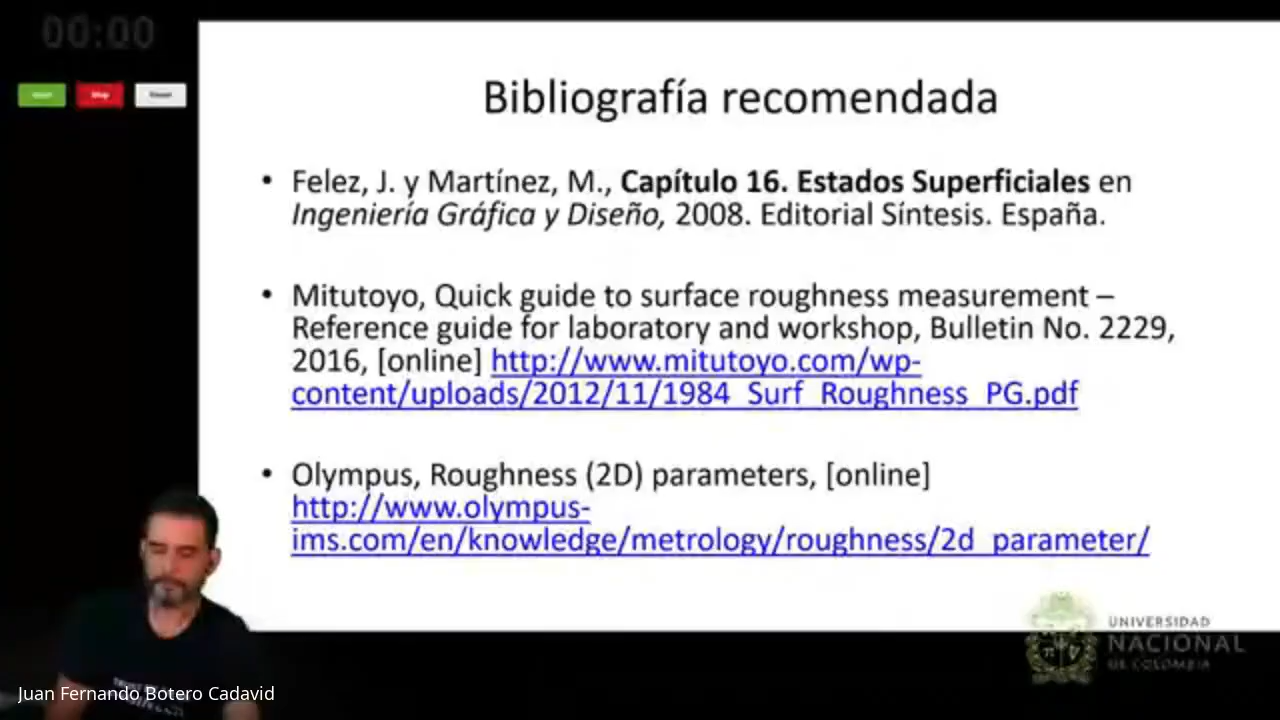 00:00
Stop
Bibliografía recomendada
• Felez, J. y Martínez, M., Capítulo 16. Estados Superficiales en
Ingeniería Gráfica y Diseño, 2008. Editorial Síntesis. España.
• Mitutoyo, Quick guide to surface roughness measurement –
Reference guide for laboratory and workshop, Bulletin No. 2229,
2016, [online] http://www.mitutoyo.com/wp-
content/uploads/2012/11/1984_Surf_Roughness_PG.pdf
• Olympus, Roughness (2D) parameters, [online]
http://www.olympus-
ims.com/en/knowledge/metrology/roughness/2d_parameter/
UNIVERSIDAD
NACIONAL
DE COLOMBIA
Juan Fernando Botero Cadavid